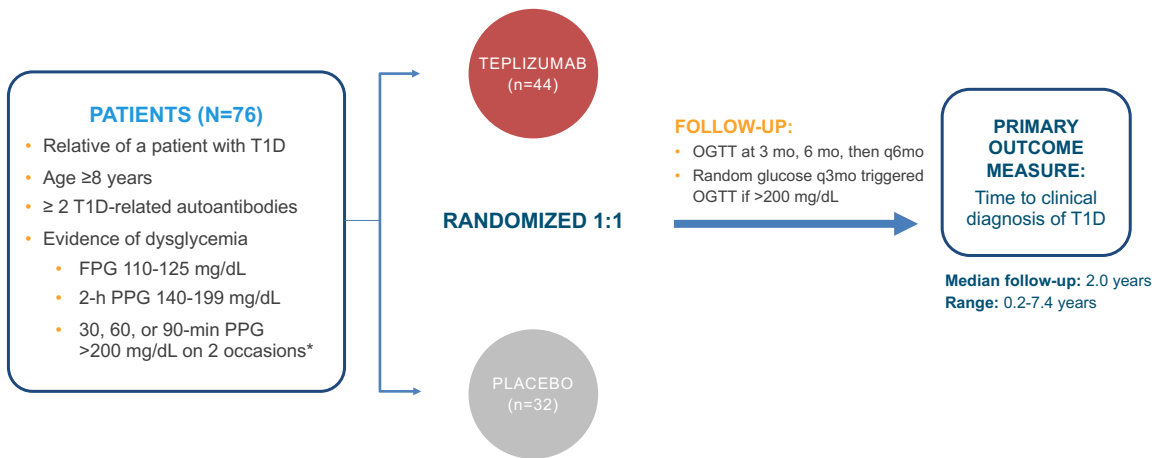 PATIENTS (N=76)
• Relative of a patient with T1D
• Age ≥8 years
• ≥ 2 T1D-related autoantibodies
• Evidence of dysglycemia
• FPG 110-125 mg/dL
• 2-h PPG 140-199 mg/dL
• 30, 60, or 90-min PPG
>200 mg/dL on 2 occasions*
TEPLIZUMAB
(n=44)
RANDOMIZED 1:1
PLACEBO
(n=32)
FOLLOW-UP:
• OGTT at 3 mo, 6 mo, then q6mo
• Random glucose q3mo triggered
OGTT if >200 mg/dL
PRIMARY
OUTCOME
MEASURE:
Time to clinical
diagnosis of T1D
Median follow-up: 2.0 years
Range: 0.2-7.4 years